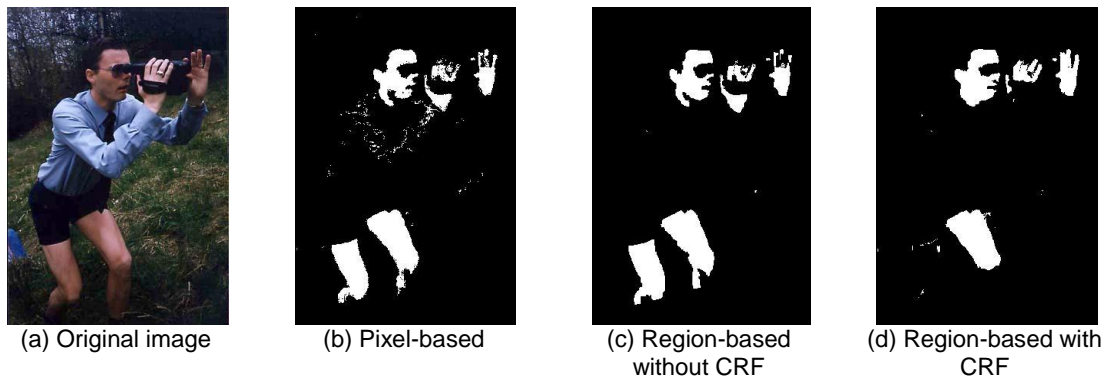 (a) Original image
(b) Pixel-based
(c) Region-based
without CRF
(d) Region-based with
CRF